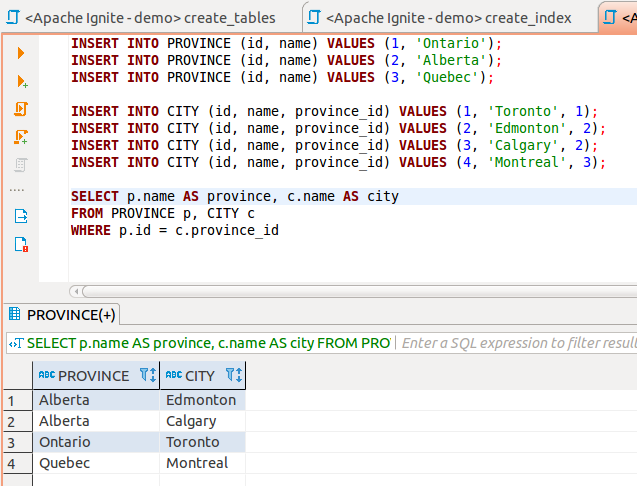 <Apache Ignite - demo> create_tables
<Apache Ignite - demo> create_index
<A
INSERT INTO PROVINCE (id, name) VALUES (1, 'Ontario');
INSERT INTO PROVINCE (id, name) VALUES (2, 'Alberta');
INSERT INTO PROVINCE (id, name) VALUES (3, 'Quebec');
INSERT INTO CITY (id, name, province_id) VALUES (1, 'Toronto', 1);
INSERT INTO CITY (id, name, province_id) VALUES (2, 'Edmonton', 2);
INSERT INTO CITY (id, name, province_id) VALUES (3, 'Calgary', 2);
INSERT INTO CITY (id, name, province_id) VALUES (4, 'Montreal', 3);
SELECT p.name AS province, c.name AS city
FROM PROVINCE p, CITY c
WHERE p.id = c.province_id
PROVINCE(+)
SELECT p.name AS province, c.name AS city FROM PRO Enter a SQL expression to filter result
ABC PROVINCE ABC CITY
1 Alberta Edmonton
2 Alberta Calgary
3 Ontario Toronto
4 Quebec Montreal